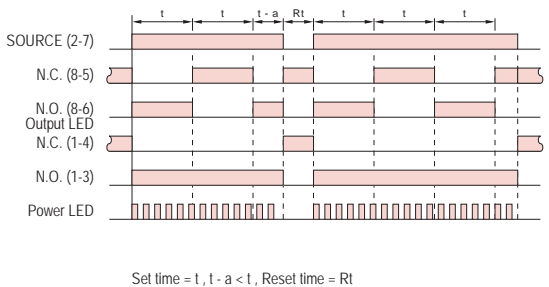 t t t - a Rt t t t
SOURCE (2-7)
N.C. (8-5)
N.O. (8-6)
Output LED
N.C. (1-4)
N.O. (1-3)
Power LED
Set time = t , t - a < t , Reset time = Rt